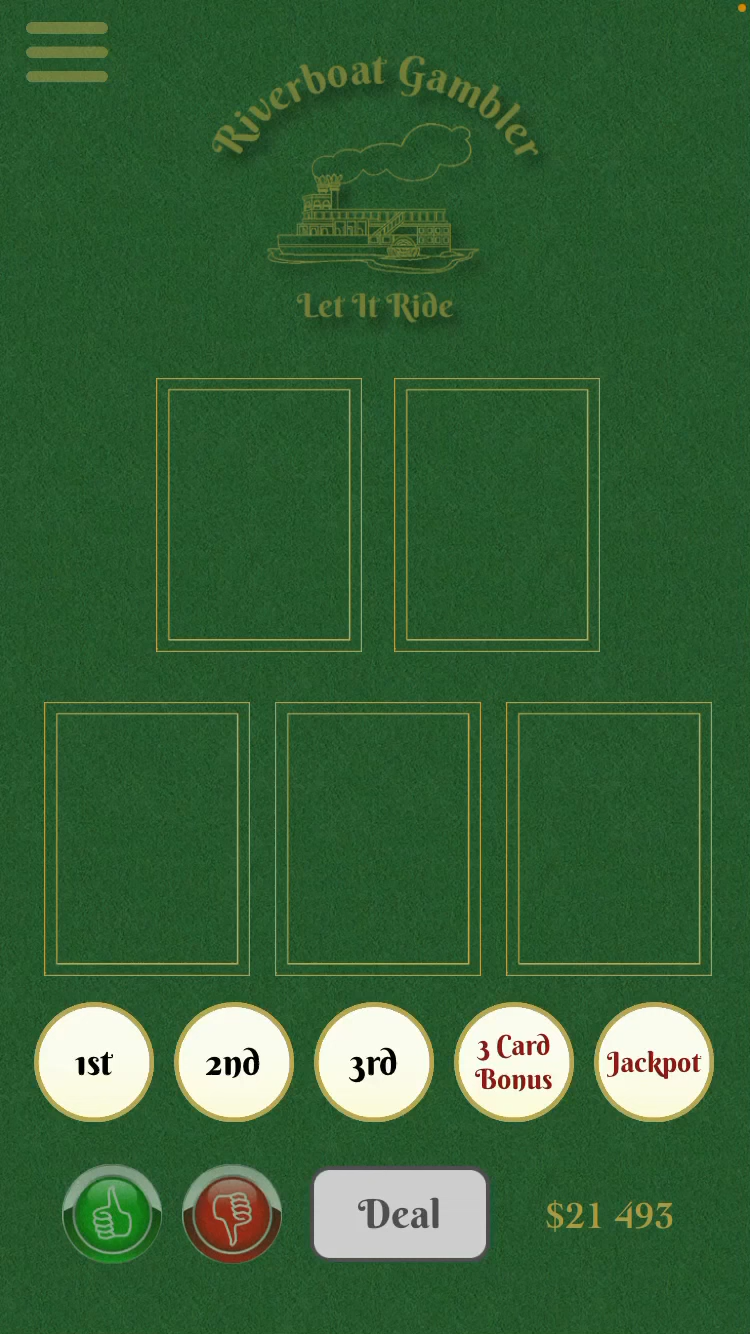 Riverboat Gambler
Let It Ride
1st
2nd
3rd
3 Card
Bonus
Jackpot
Deal
$21 493